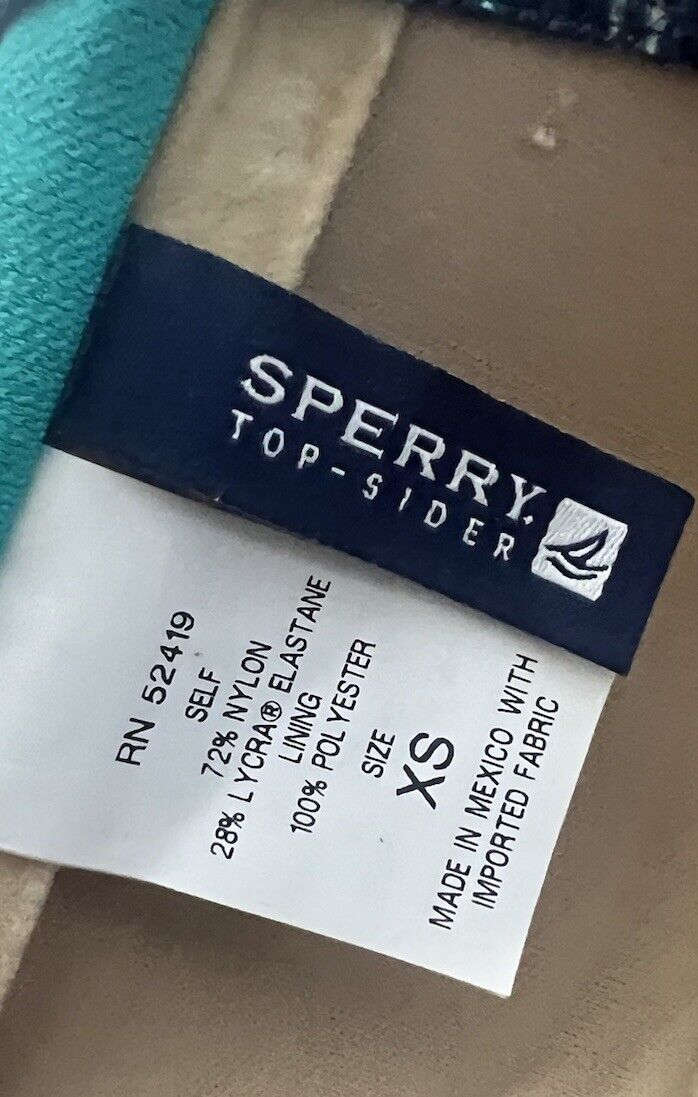 SPERRY
TOP-SIDER
RN 52419
SELF
72% NYLON
28% LYCRA® ELASTANE
LINING
100% POLYESTER
SIZE
XS
MADE IN MEXICO WITH
IMPORTED FABRIC